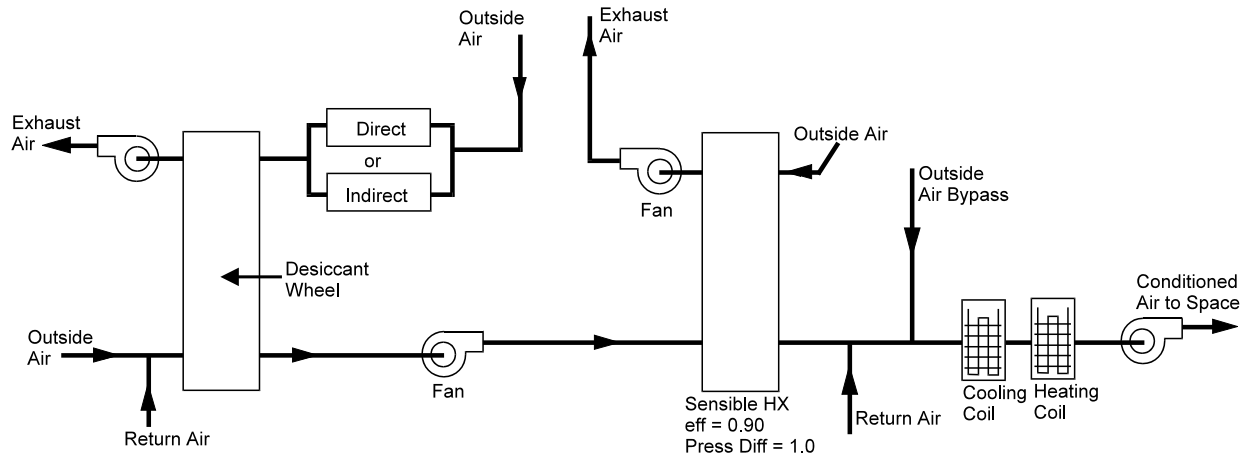 Outside
Air
Exhaust
Air
Exhaust
Air
Direct
or
Indirect
Outside Air
Fan
Outside
Air Bypass
Desiccant
Wheel
Conditioned
Air to Space
Outside
Air
Fan
Return Air
Sensible HX
eff = 0.90
Press Diff = 1.0
Return Air
Cooling
Coil
Heating
Coil